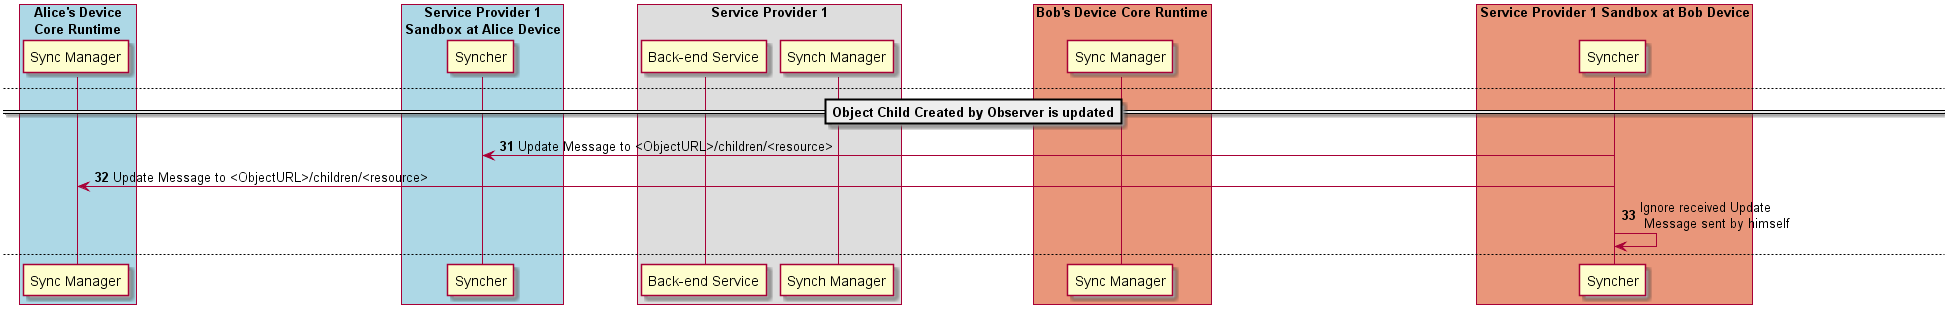 Alice's Device
Core Runtime
Service Provider 1
Sandbox at Alice Device
Service Provider 1
Bob's Device Core Runtime
Service Provider 1 Sandbox at Bob Device
Sync Manager
Syncher
Back-end Service
Synch Manager
Sync Manager
Syncher
Object Child Created by Observer is updated
31 Update Message to <ObjectURL>/children/<resource>
32 Update Message to <ObjectURL>/children/<resource>
33 Ignore received Update
Message sent by himself
Sync Manager
Syncher
Back-end Service
Synch Manager
Sync Manager
Syncher